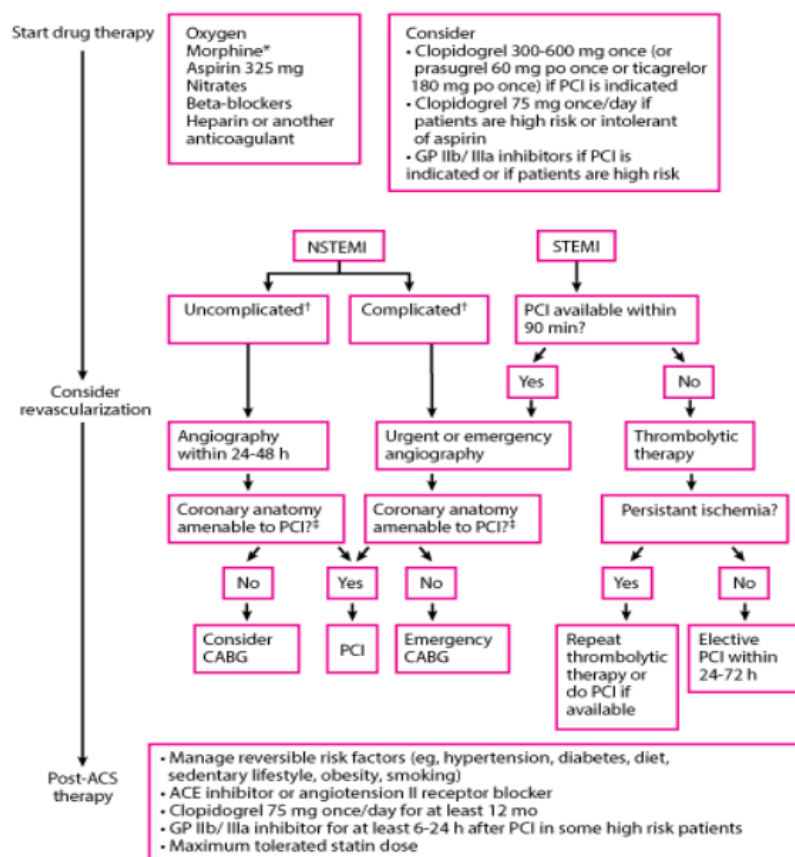 Start drug therapy
Oxygen
Morphine*
Aspirin 325 mg
Nitrates
Beta-blockers
Heparin or another
anticoagulant
Consider
• Clopidogrel 300-600 mg once (or
prasugrel 60 mg po once or ticagrelor
180 mg po once) if PCI is indicated
• Clopidogrel 75 mg once/day if
patients are high risk or intolerant
of aspirin
• GP IIb/ IIIa inhibitors if PCI is
indicated or if patients are high risk
NSTEMI
STEMI
Uncomplicated†
Complicated†
PCI available within
90 min?
Yes
No
Consider
revascularization
Angiography
within 24-48 h
Urgent or emergency
angiography
Thrombolytic
therapy
Coronary anatomy
amenable to PCI?‡
Coronary anatomy
amenable to PCI?‡
Persistant ischemia?
No
Yes
No
Yes
No
Consider
CABG
PCI
Emergency
CABG
Repeat
thrombolytic
therapy or
do PCI if
available
Elective
PCI within
24-72 h
Post-ACS
therapy
• Manage reversible risk factors (eg, hypertension, diabetes, diet,
sedentary lifestyle, obesity, smoking)
• ACE inhibitor or angiotension II receptor blocker
• Clopidogrel 75 mg once/day for at least 12 mo
• GP IIb/ IIIa inhibitor for at least 6-24 h after PCI in some high risk patients
• Maximum tolerated statin dose